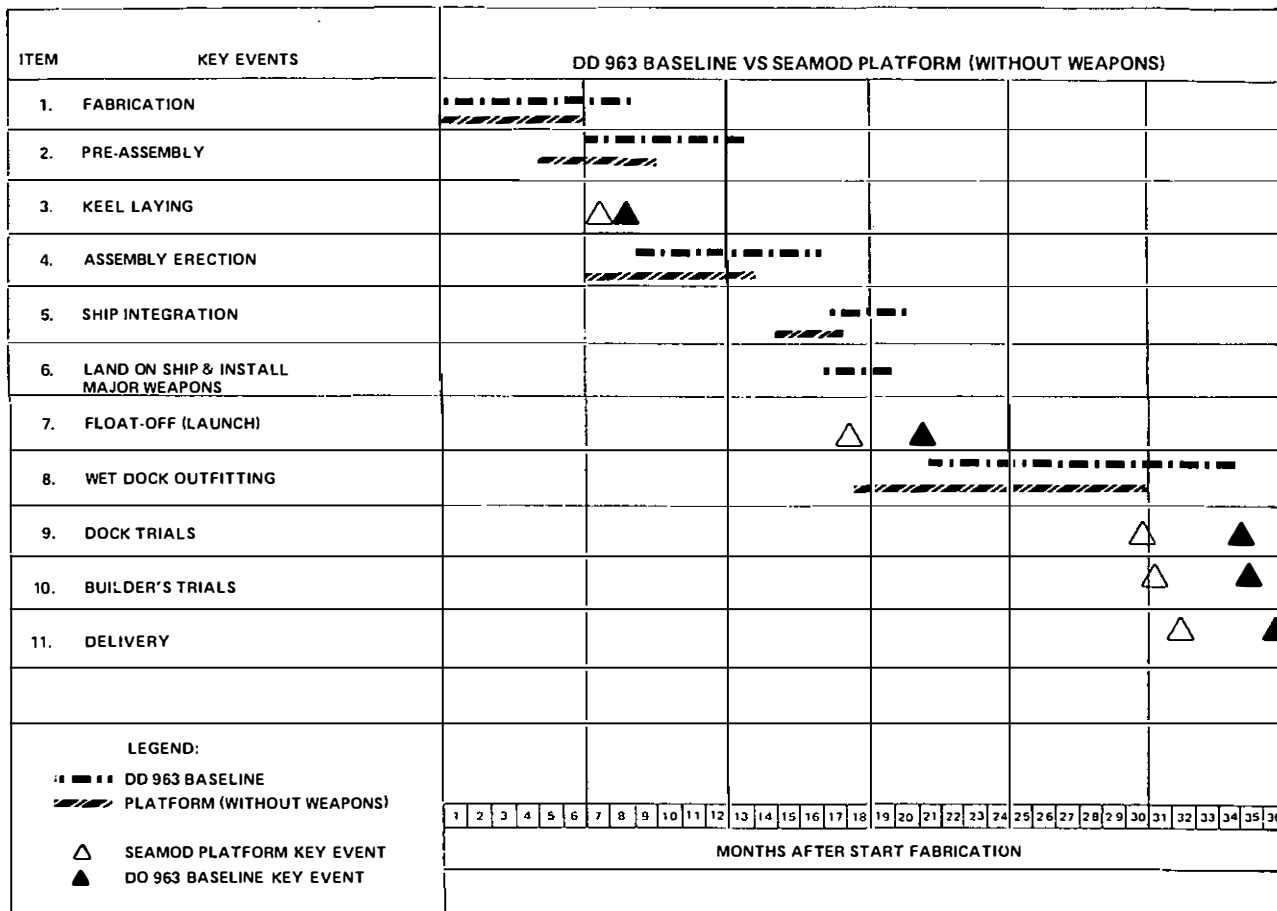 ITEM KEY EVENTS DD 963 BASELINE VS SEAMOD PLATFORM (WITHOUT WEAPONS)
1. FABRICATION
2. PRE-ASSEMBLY
3. KEEL LAYING
4. ASSEMBLY ERECTION
5. SHIP INTEGRATION
6. LAND ON SHIP & INSTALL
MAJOR WEAPONS
7. FLOAT-OFF (LAUNCH)
8. WET DOCK OUTFITTING
9. DOCK TRIALS
10. BUILDER'S TRIALS
11. DELIVERY
LEGEND:
DD 963 BASELINE
PLATFORM (WITHOUT WEAPONS)
1 2 3 4 5 6 7 8 9 10 11 12 13 14 15 16 17 18 19 20 21 22 23 24 25 26 27 28 29 30 31 32 33 34 35 36
SEAMOD PLATFORM KEY EVENT
DD 963 BASELINE KEY EVENT
MONTHS AFTER START FABRICATION